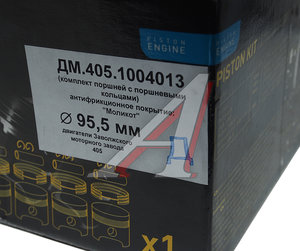 PISTON
ENGINE
PISTON KIT
ДМ.405.1004013
(комплект поршней с поршневыми
кольцами)
антифрикционное покрытие:
"Моликот"
Ø 95,5 мм
двигатели Заволжского
моторного завода
405
x1